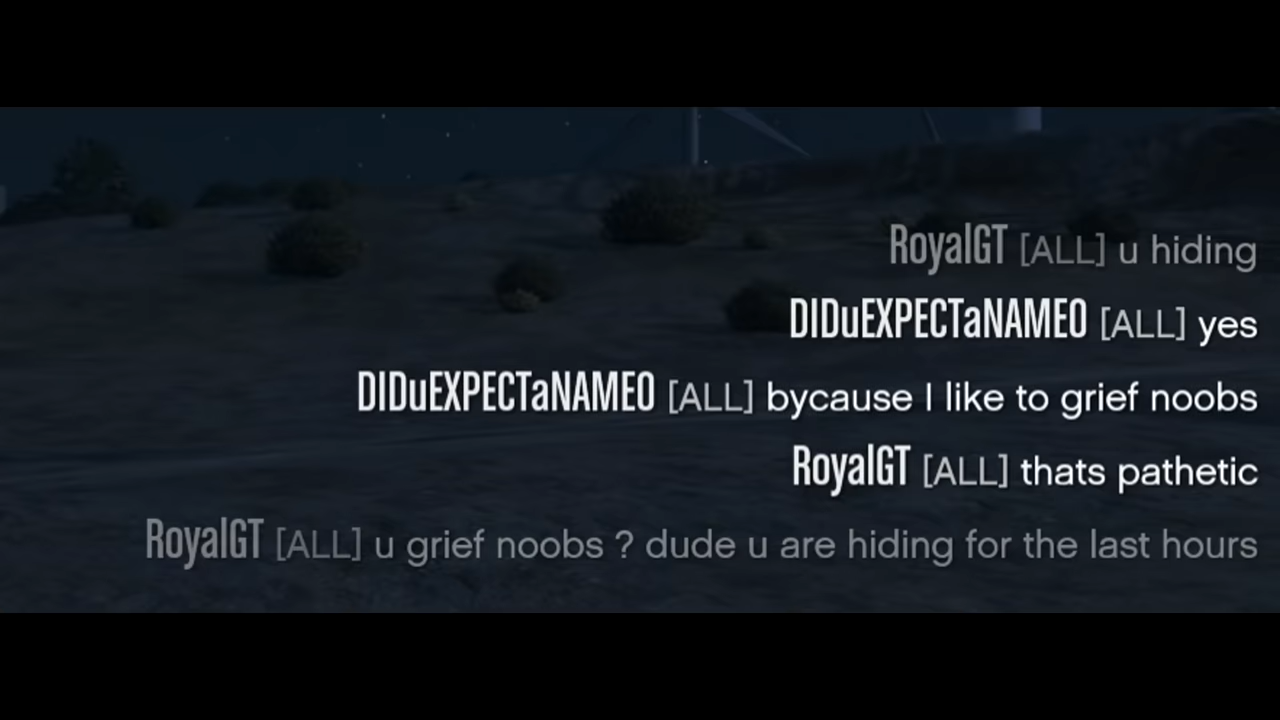 RoyalGT [ALL] u hiding
DIDuEXPECTaNAMEO [ALL] yes
DIDuEXPECTaNAMEO [ALL] bycause I like to grief noobs
RoyalGT [ALL] thats pathetic
RoyalGT [ALL] u grief noobs ? dude u are hiding for the last hours